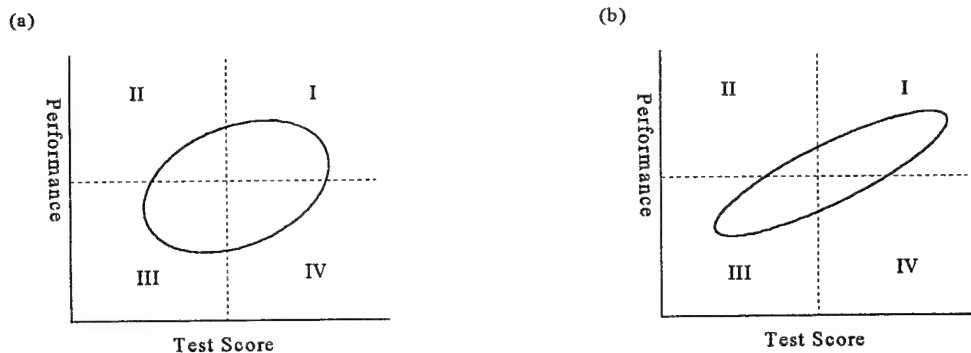 (a)
Performance
II
I
III
IV
Test Score
(b)
Performance
II
I
III
IV
Test Score